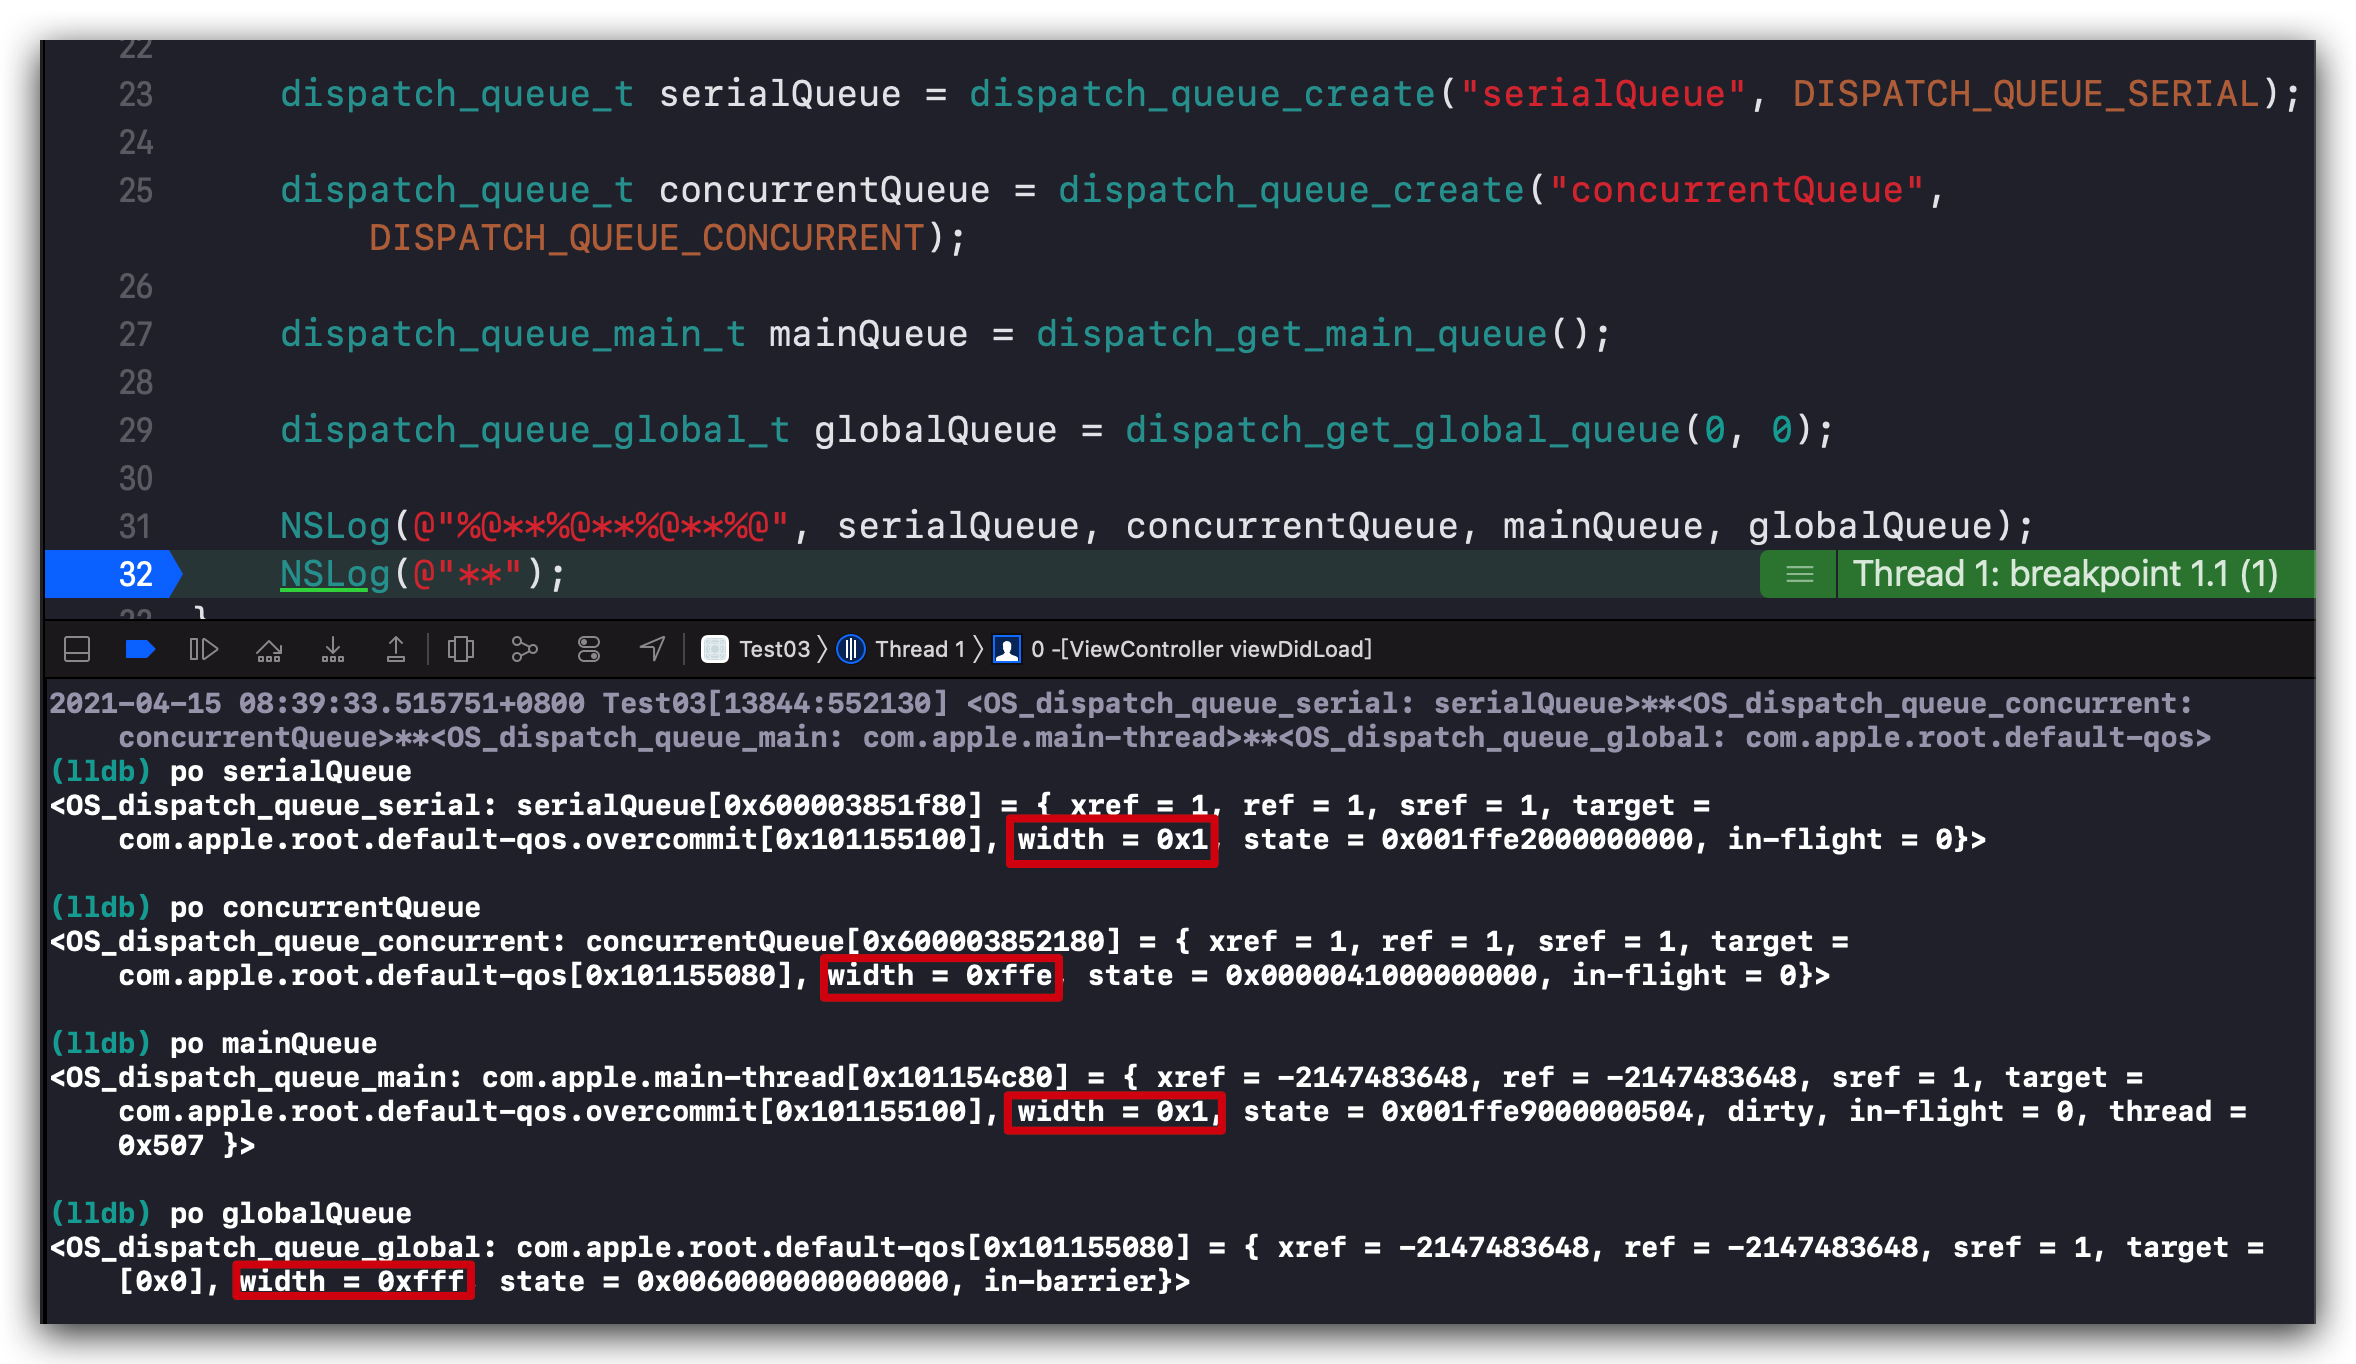 22
23 dispatch_queue_t serialQueue = dispatch_queue_create("serialQueue", DISPATCH_QUEUE_SERIAL);
24
25 dispatch_queue_t concurrentQueue = dispatch_queue_create("concurrentQueue",
DISPATCH_QUEUE_CONCURRENT);
26
27 dispatch_queue_main_t mainQueue = dispatch_get_main_queue();
28
29 dispatch_queue_global_t globalQueue = dispatch_get_global_queue(0, 0);
30
31 NSLog(@"%@**%@**%@**%@", serialQueue, concurrentQueue, mainQueue, globalQueue);
32 NSLog(@"**"); Thread 1: breakpoint 1.1 (1)
33 }
Test03 Thread 1 0 -[ViewController viewDidLoad]
2021-04-15 08:39:33.515751+0800 Test03[13844:552130] <OS_dispatch_queue_serial: serialQueue>**<OS_dispatch_queue_concurrent:
concurrentQueue>**<OS_dispatch_queue_main: com.apple.main-thread>**<OS_dispatch_queue_global: com.apple.root.default-qos>
(lldb) po serialQueue
<OS_dispatch_queue_serial: serialQueue[0x600003851f80] = { xref = 1, ref = 1, sref = 1, target =
com.apple.root.default-qos.overcommit[0x101155100], width = 0x1, state = 0x001ffe2000000000, in-flight = 0}>
(lldb) po concurrentQueue
<OS_dispatch_queue_concurrent: concurrentQueue[0x600003852180] = { xref = 1, ref = 1, sref = 1, target =
com.apple.root.default-qos[0x101155080], width = 0xffe, state = 0x0000041000000000, in-flight = 0}>
(lldb) po mainQueue
<OS_dispatch_queue_main: com.apple.main-thread[0x101154c80] = { xref = -2147483648, ref = -2147483648, sref = 1, target =
com.apple.root.default-qos.overcommit[0x101155100], width = 0x1, state = 0x001ffe9000000504, dirty, in-flight = 0, thread =
0x507 }>
(lldb) po globalQueue
<OS_dispatch_queue_global: com.apple.root.default-qos[0x101155080] = { xref = -2147483648, ref = -2147483648, sref = 1, target =
[0x0], width = 0xfff state = 0x0060000000000000, in-barrier}>